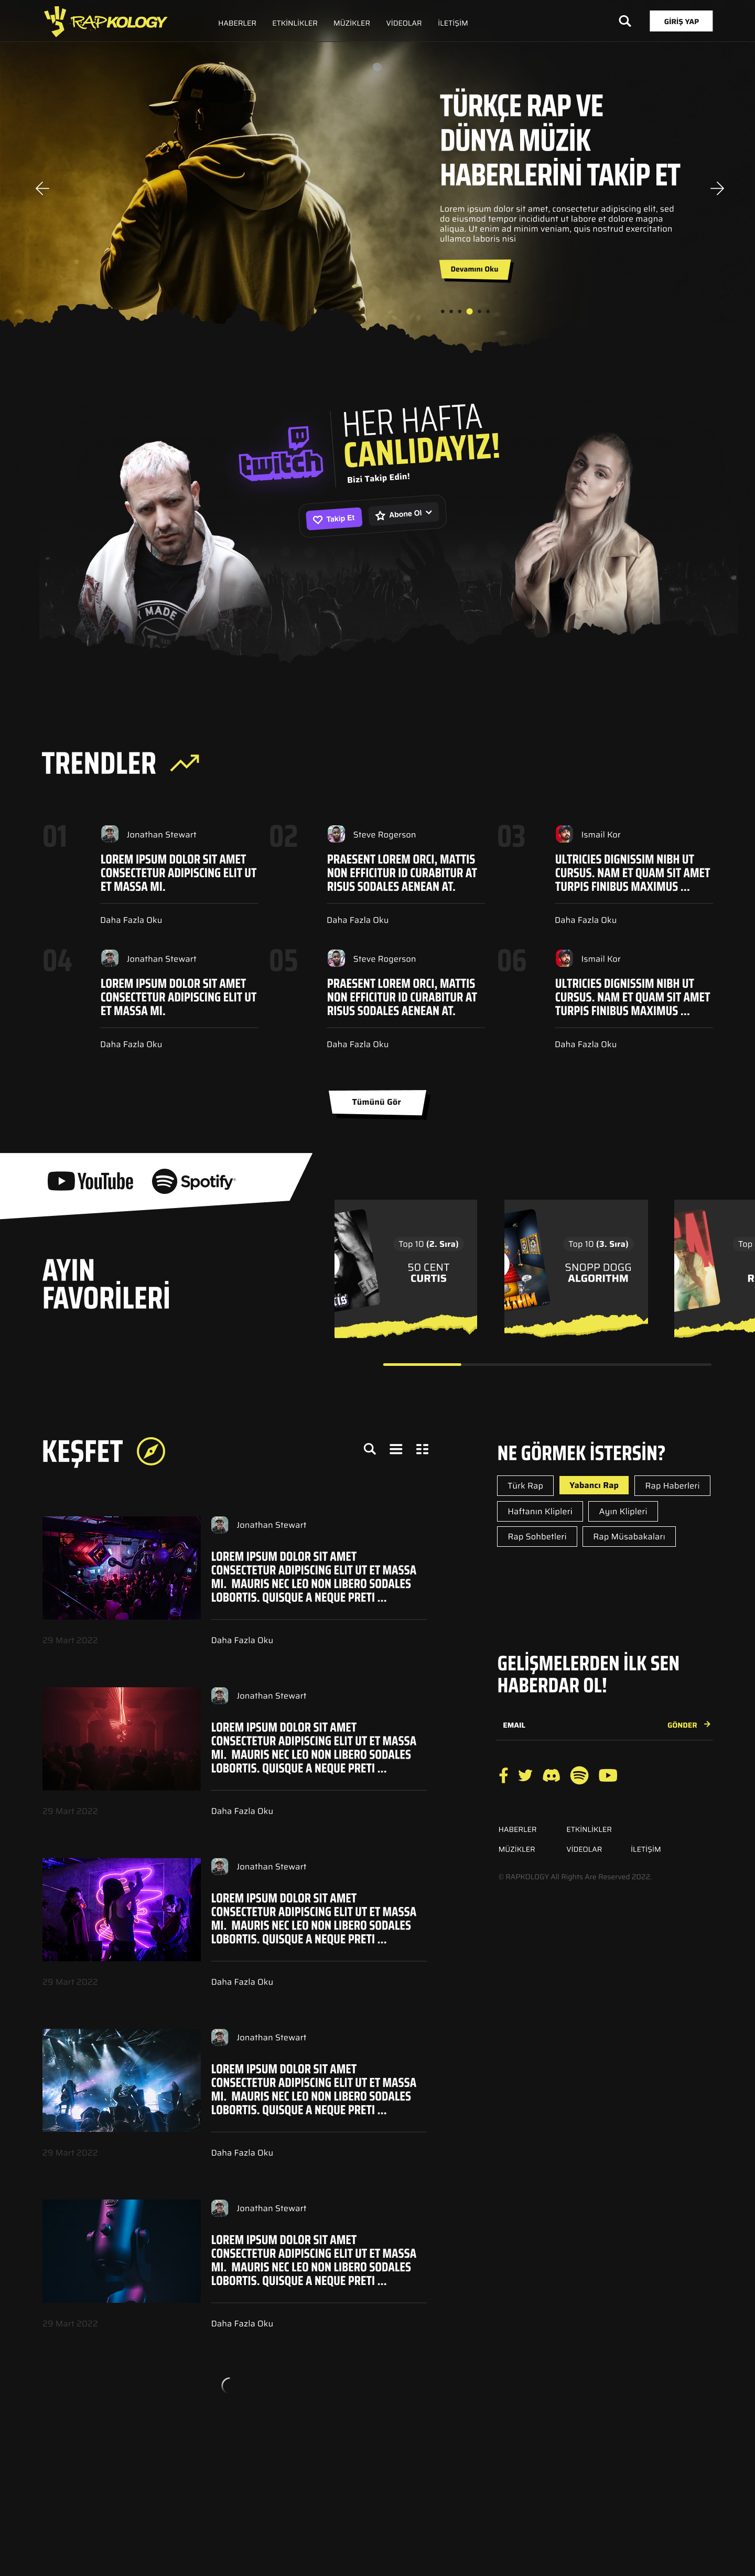 RAPKOLOGY
HABERLER ETKİNLİKLER MÜZİKLER VİDEOLAR İLETİŞİM
GİRİŞ YAP
TÜRKÇE RAP VE
DÜNYA MÜZİK
HABERLERİNİ TAKİP ET
Lorem ipsum dolor sit amet, consectetur adipiscing elit, sed
do eiusmod tempor incididunt ut labore et dolore magna
aliqua. Ut enim ad minim veniam, quis nostrud exercitation
ullamco laboris nisi
Devamını Oku
twitch
HER HAFTA
CANLIDAYIZ!
Bizi Takip Edin!
Takip Et
Abone Ol
MADE
TRENDLER
01
Jonathan Stewart
LOREM IPSUM DOLOR SIT AMET
CONSECTETUR ADIPISCING ELIT UT
ET MASSA MI.
Daha Fazla Oku
02
Steve Rogerson
PRAESENT LOREM ORCI, MATTIS
NON EFFICITUR ID CURABITUR AT
RISUS SODALES AENEAN AT.
Daha Fazla Oku
03
Ismail Kor
ULTRICIES DIGNISSIM NIBH UT
CURSUS. NAM ET QUAM SIT AMET
TURPIS FINIBUS MAXIMUS ...
Daha Fazla Oku
04
Jonathan Stewart
LOREM IPSUM DOLOR SIT AMET
CONSECTETUR ADIPISCING ELIT UT
ET MASSA MI.
Daha Fazla Oku
05
Steve Rogerson
PRAESENT LOREM ORCI, MATTIS
NON EFFICITUR ID CURABITUR AT
RISUS SODALES AENEAN AT.
Daha Fazla Oku
06
Ismail Kor
ULTRICIES DIGNISSIM NIBH UT
CURSUS. NAM ET QUAM SIT AMET
TURPIS FINIBUS MAXIMUS ...
Daha Fazla Oku
Tümünü Gör
YouTube Spotify
AYIN
FAVORİLERİ
Top 10 (2. Sıra)
50 CENT
CURTIS
Top 10 (3. Sıra)
SNOPP DOGG
ALGORITHM
Top
R
KEŞFET
Jonathan Stewart
LOREM IPSUM DOLOR SIT AMET
CONSECTETUR ADIPISCING ELIT UT ET MASSA
MI. MAURIS NEC LEO NON LIBERO SODALES
LOBORTIS. QUISQUE A NEQUE PRETI ...
29 Mart 2022
Daha Fazla Oku
Jonathan Stewart
LOREM IPSUM DOLOR SIT AMET
CONSECTETUR ADIPISCING ELIT UT ET MASSA
MI. MAURIS NEC LEO NON LIBERO SODALES
LOBORTIS. QUISQUE A NEQUE PRETI ...
29 Mart 2022
Daha Fazla Oku
Jonathan Stewart
LOREM IPSUM DOLOR SIT AMET
CONSECTETUR ADIPISCING ELIT UT ET MASSA
MI. MAURIS NEC LEO NON LIBERO SODALES
LOBORTIS. QUISQUE A NEQUE PRETI ...
29 Mart 2022
Daha Fazla Oku
Jonathan Stewart
LOREM IPSUM DOLOR SIT AMET
CONSECTETUR ADIPISCING ELIT UT ET MASSA
MI. MAURIS NEC LEO NON LIBERO SODALES
LOBORTIS. QUISQUE A NEQUE PRETI ...
29 Mart 2022
Daha Fazla Oku
Jonathan Stewart
LOREM IPSUM DOLOR SIT AMET
CONSECTETUR ADIPISCING ELIT UT ET MASSA
MI. MAURIS NEC LEO NON LIBERO SODALES
LOBORTIS. QUISQUE A NEQUE PRETI ...
29 Mart 2022
Daha Fazla Oku
NE GÖRMEK İSTERSİN?
Türk Rap Yabancı Rap Rap Haberleri
Haftanın Klipleri Ayın Klipleri
Rap Sohbetleri Rap Müsabakaları
GELİŞMELERDEN İLK SEN
HABERDAR OL!
EMAIL GÖNDER
HABERLER ETKİNLİKLER
MÜZİKLER VİDEOLAR İLETİŞİM
© RAPKOLOGY All Rights Are Reserved 2022.